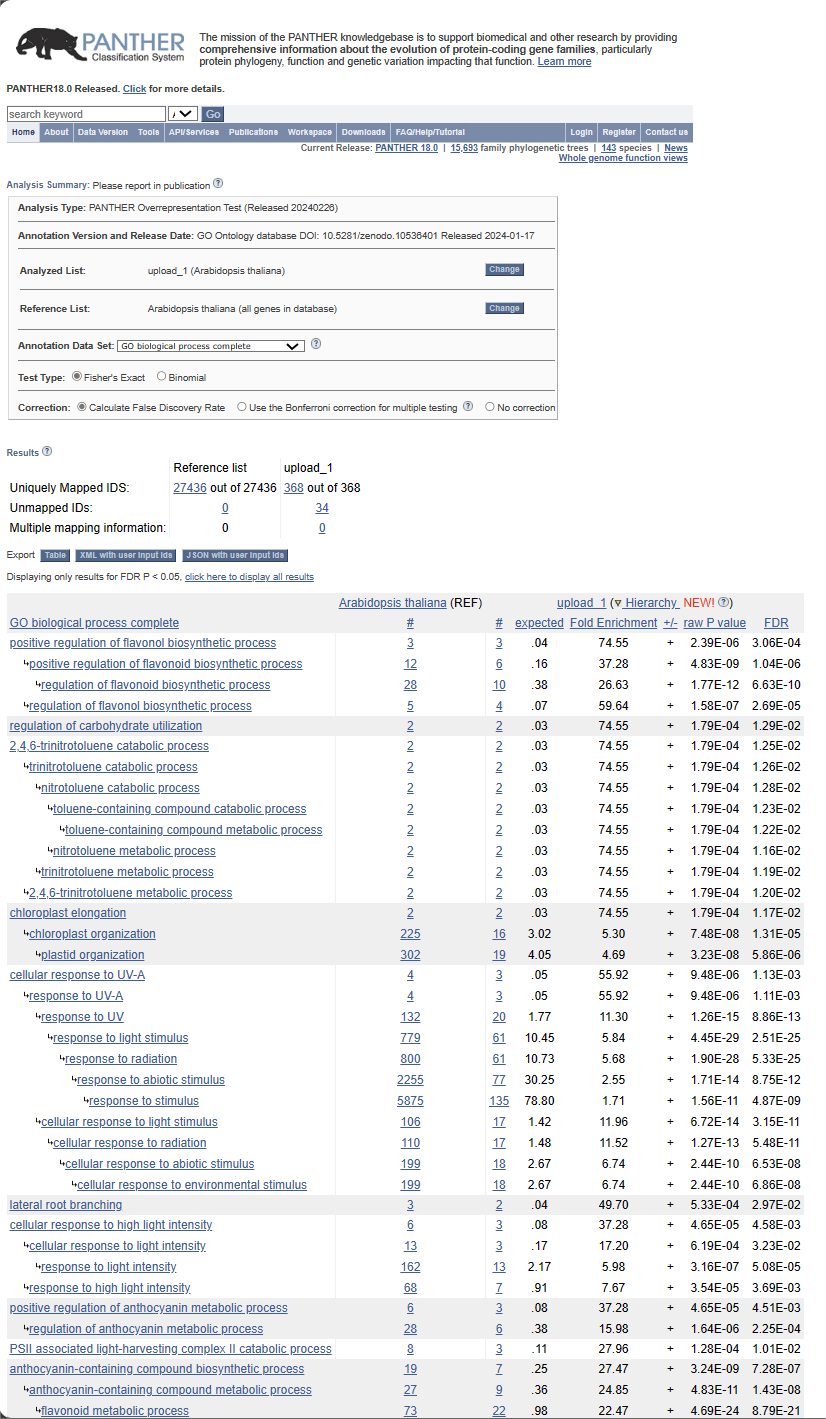 PANTHER
Classification System
The mission of the PANTHER knowledgebase is to support biomedical and other research by providing
comprehensive information about the evolution of protein-coding gene families, particularly
protein phylogeny, function and genetic variation impacting that function. Learn more
PANTHER18.0 Released. Click for more details.
search keyword Go
Home About Data Version Tools API/Services Publications Workspace Downloads FAQ/Help/Tutorial Login Register Contact us
Current Release: PANTHER 18.0 | 15,693 family phylogenetic trees | 143 species | News
Whole genome function views
Analysis Summary: Please report in publication ?
Analysis Type: PANTHER Overrepresentation Test (Released 20240226)
Annotation Version and Release Date: GO Ontology database DOI: 10.5281/zenodo.10536401 Released 2024-01-17
Analyzed List: upload_1 (Arabidopsis thaliana) Change
Reference List: Arabidopsis thaliana (all genes in database) Change
Annotation Data Set: GO biological process complete ?
Test Type: Fisher's Exact Binomial
Correction: Calculate False Discovery Rate Use the Bonferroni correction for multiple testing ? No correction
Results ?
Reference list upload_1
Uniquely Mapped IDS: 27436 out of 27436 368 out of 368
Unmapped IDs: 0 34
Multiple mapping information: 0 0
Export Table XML with user input ids JSON with user input ids
Displaying only results for FDR P < 0.05, click here to display all results
Arabidopsis thaliana (REF) upload_1 (▿ Hierarchy NEW! ?)
GO biological process complete # # expected Fold Enrichment +/- raw P value FDR
positive regulation of flavonol biosynthetic process 3 3 .04 74.55 + 2.39E-06 3.06E-04
↳positive regulation of flavonoid biosynthetic process 12 6 .16 37.28 + 4.83E-09 1.04E-06
↳regulation of flavonoid biosynthetic process 28 10 .38 26.63 + 1.77E-12 6.63E-10
↳regulation of flavonol biosynthetic process 5 4 .07 59.64 + 1.58E-07 2.69E-05
regulation of carbohydrate utilization 2 2 .03 74.55 + 1.79E-04 1.29E-02
2,4,6-trinitrotoluene catabolic process 2 2 .03 74.55 + 1.79E-04 1.25E-02
↳trinitrotoluene catabolic process 2 2 .03 74.55 + 1.79E-04 1.26E-02
↳nitrotoluene catabolic process 2 2 .03 74.55 + 1.79E-04 1.28E-02
↳toluene-containing compound catabolic process 2 2 .03 74.55 + 1.79E-04 1.23E-02
↳toluene-containing compound metabolic process 2 2 .03 74.55 + 1.79E-04 1.22E-02
↳nitrotoluene metabolic process 2 2 .03 74.55 + 1.79E-04 1.16E-02
↳trinitrotoluene metabolic process 2 2 .03 74.55 + 1.79E-04 1.19E-02
↳2,4,6-trinitrotoluene metabolic process 2 2 .03 74.55 + 1.79E-04 1.20E-02
chloroplast elongation 2 2 .03 74.55 + 1.79E-04 1.17E-02
↳chloroplast organization 225 16 3.02 5.30 + 7.48E-08 1.31E-05
↳plastid organization 302 19 4.05 4.69 + 3.23E-08 5.86E-06
cellular response to UV-A 4 3 .05 55.92 + 9.48E-06 1.13E-03
↳response to UV-A 4 3 .05 55.92 + 9.48E-06 1.11E-03
↳response to UV 132 20 1.77 11.30 + 1.26E-15 8.86E-13
↳response to light stimulus 779 61 10.45 5.84 + 4.45E-29 2.51E-25
↳response to radiation 800 61 10.73 5.68 + 1.90E-28 5.33E-25
↳response to abiotic stimulus 2255 77 30.25 2.55 + 1.71E-14 8.75E-12
↳response to stimulus 5875 135 78.80 1.71 + 1.56E-11 4.87E-09
↳cellular response to light stimulus 106 17 1.42 11.96 + 6.72E-14 3.15E-11
↳cellular response to radiation 110 17 1.48 11.52 + 1.27E-13 5.48E-11
↳cellular response to abiotic stimulus 199 18 2.67 6.74 + 2.44E-10 6.53E-08
↳cellular response to environmental stimulus 199 18 2.67 6.74 + 2.44E-10 6.86E-08
lateral root branching 3 2 .04 49.70 + 5.33E-04 2.97E-02
cellular response to high light intensity 6 3 .08 37.28 + 4.65E-05 4.58E-03
↳cellular response to light intensity 13 3 .17 17.20 + 6.19E-04 3.23E-02
↳response to light intensity 162 13 2.17 5.98 + 3.16E-07 5.08E-05
↳response to high light intensity 68 7 .91 7.67 + 3.54E-05 3.69E-03
positive regulation of anthocyanin metabolic process 6 3 .08 37.28 + 4.65E-05 4.51E-03
↳regulation of anthocyanin metabolic process 28 6 .38 15.98 + 1.64E-06 2.25E-04
PSII associated light-harvesting complex II catabolic process 8 3 .11 27.96 + 1.28E-04 1.01E-02
anthocyanin-containing compound biosynthetic process 19 7 .25 27.47 + 3.24E-09 7.28E-07
↳anthocyanin-containing compound metabolic process 27 9 .36 24.85 + 4.83E-11 1.43E-08
↳flavonoid metabolic process 73 22 .98 22.47 + 4.69E-24 8.79E-21